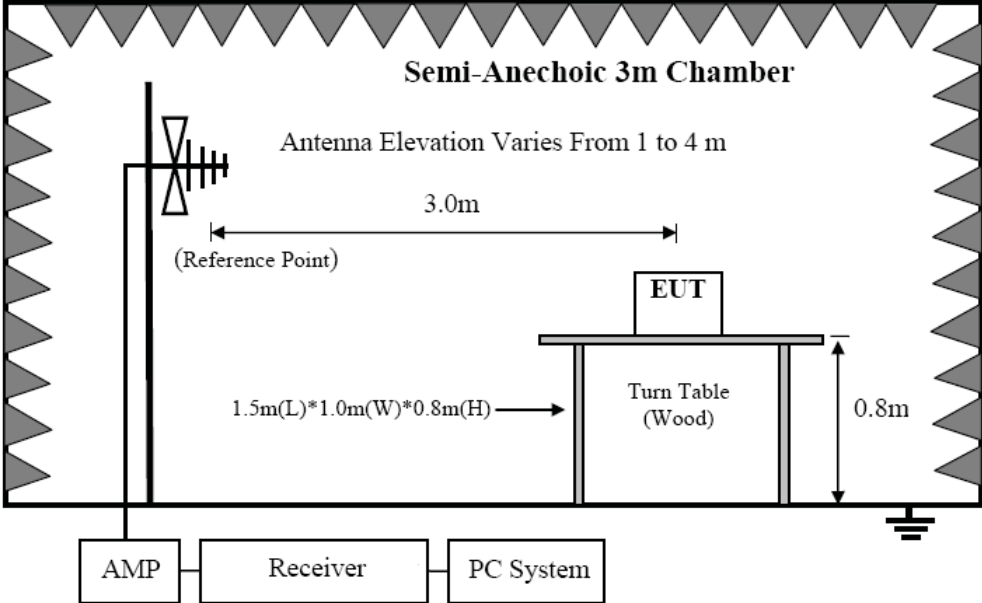 Semi-Anechoic 3m Chamber
Antenna Elevation Varies From 1 to 4 m
3.0m
(Reference Point)
EUT
1.5m(L)*1.0m(W)*0.8m(H)
Turn Table
(Wood)
0.8m
AMP
Receiver
PC System